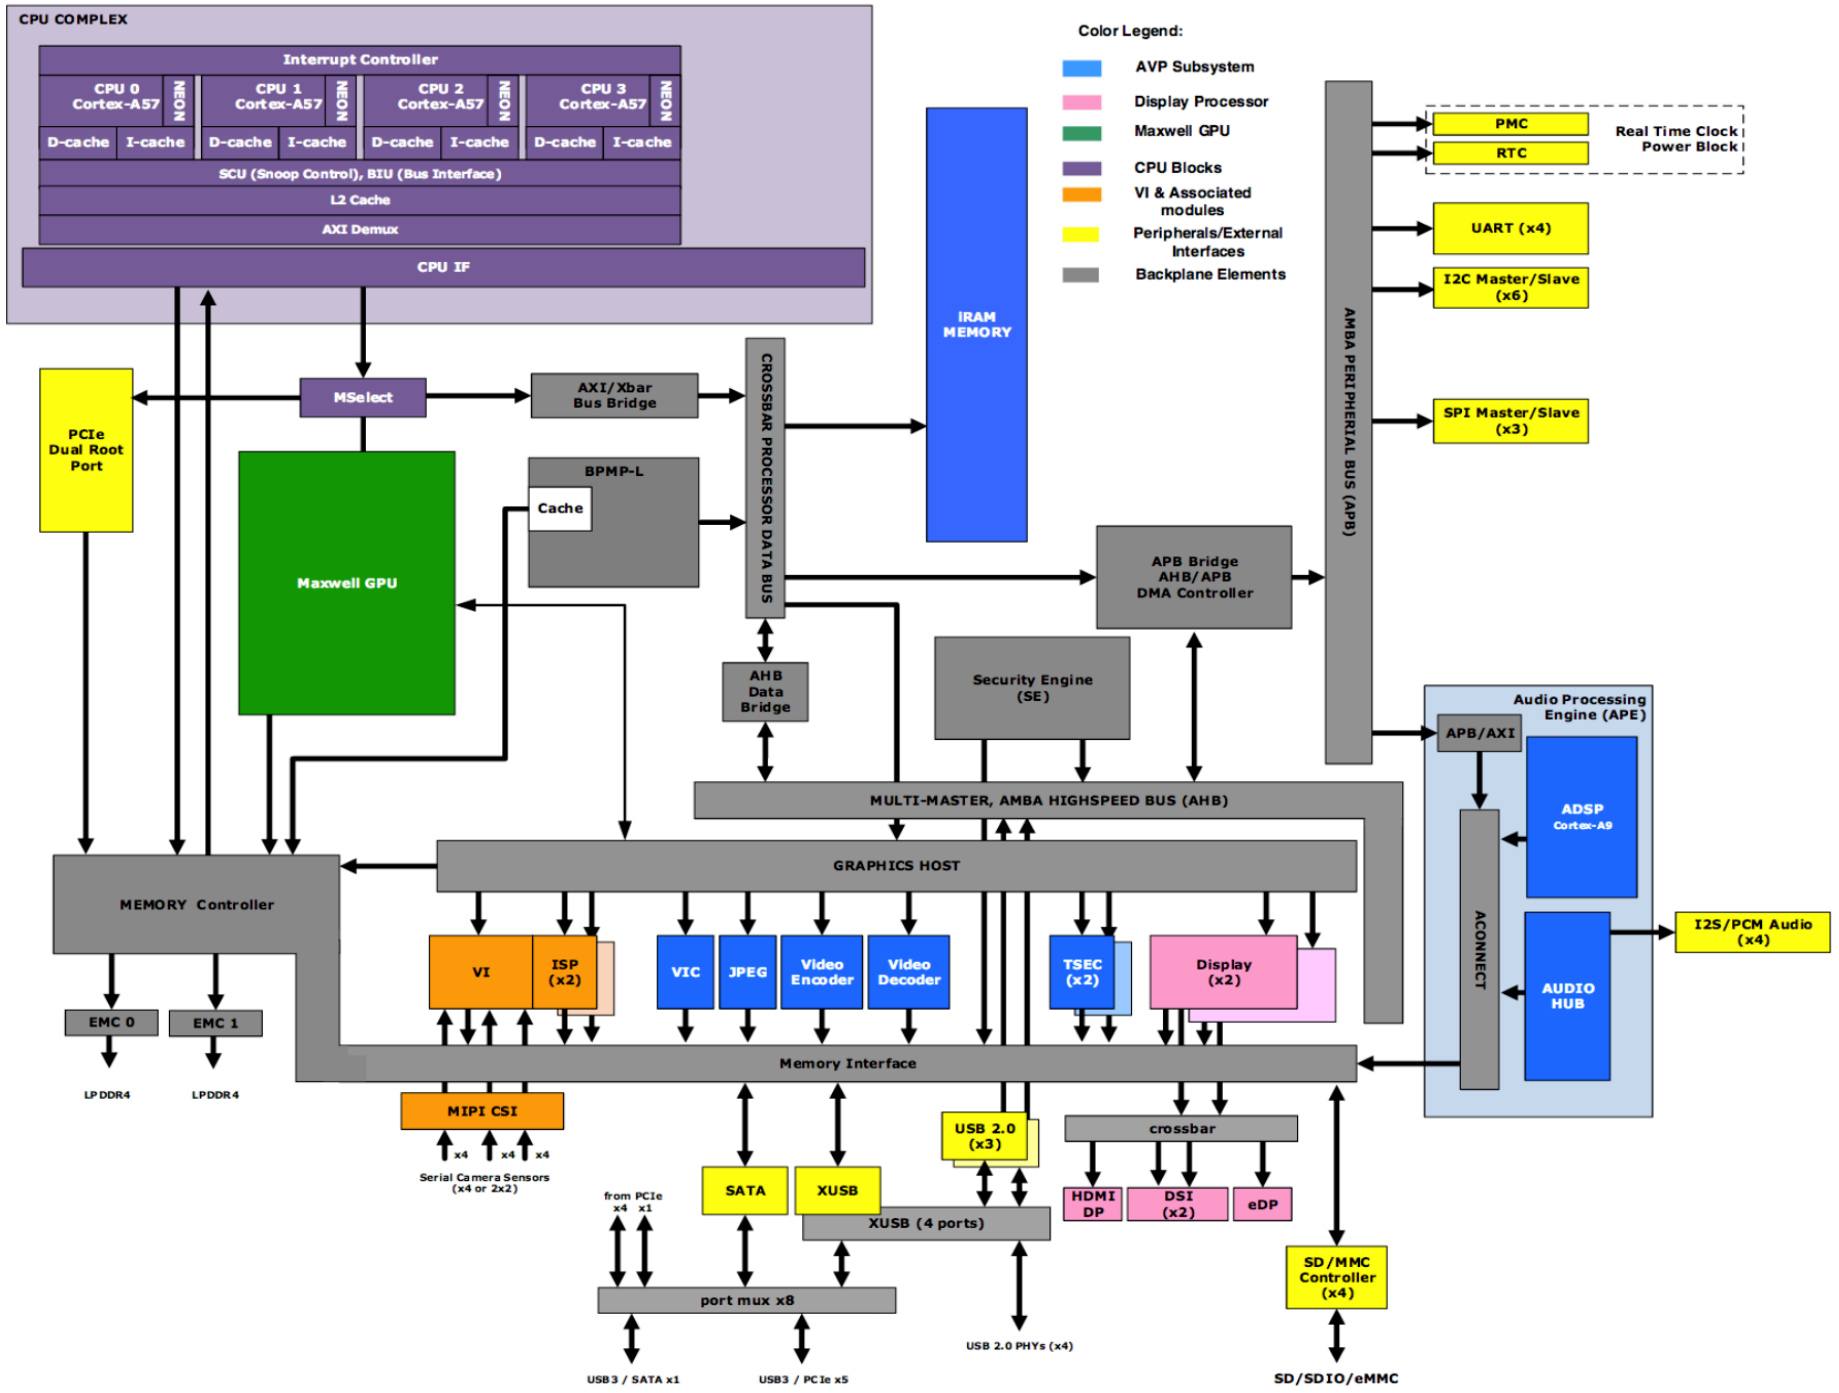 CPU COMPLEX
Interrupt Controller
CPU 0
Cortex-A57
NEON
CPU 1
Cortex-A57
NEON
CPU 2
Cortex-A57
NEON
CPU 3
Cortex-A57
NEON
D-cache
I-cache
D-cache
I-cache
D-cache
I-cache
D-cache
I-cache
SCU (Snoop Control), BIU (Bus Interface)
L2 Cache
AXI Demux
CPU IF
Color Legend:
AVP Subsystem
Display Processor
Maxwell GPU
CPU Blocks
VI & Associated
modules
Peripherals/External
Interfaces
Backplane Elements
iRAM
MEMORY
AMBA PERIPHERIAL BUS (APB)
PMC
RTC
Real Time Clock
Power Block
UART (x4)
I2C Master/Slave
(x6)
SPI Master/Slave
(x3)
PCIe
Dual Root
Port
MSelect
AXI/Xbar
Bus Bridge
CROSSBAR PROCESSOR DATA BUS
BPMP-L
Cache
Maxwell GPU
APB Bridge
AHB/APB
DMA Controller
AHB
Data
Bridge
Security Engine
(SE)
Audio Processing
Engine (APE)
APB/AXI
ADSP
Cortex-A9
ACONNECT
AUDIO
HUB
I2S/PCM Audio
(x4)
MULTI-MASTER, AMBA HIGHSPEED BUS (AHB)
GRAPHICS HOST
MEMORY Controller
VI
ISP
(x2)
VIC
JPEG
Video
Encoder
Video
Decoder
TSEC
(x2)
Display
(x2)
EMC 0
EMC 1
LPDDR4
LPDDR4
Memory Interface
MIPI CSI
x4
x4
x4
Serial Camera Sensors
(x4 or 2x2)
USB 2.0
(x3)
crossbar
HDMI
DP
DSI
(x2)
eDP
SATA
XUSB
XUSB (4 ports)
from PCIe
x4
x1
port mux x8
SD/MMC
Controller
(x4)
USB 2.0 PHYs (x4)
USB3 / SATA x1
USB3 / PCIe x5
SD/SDIO/eMMC